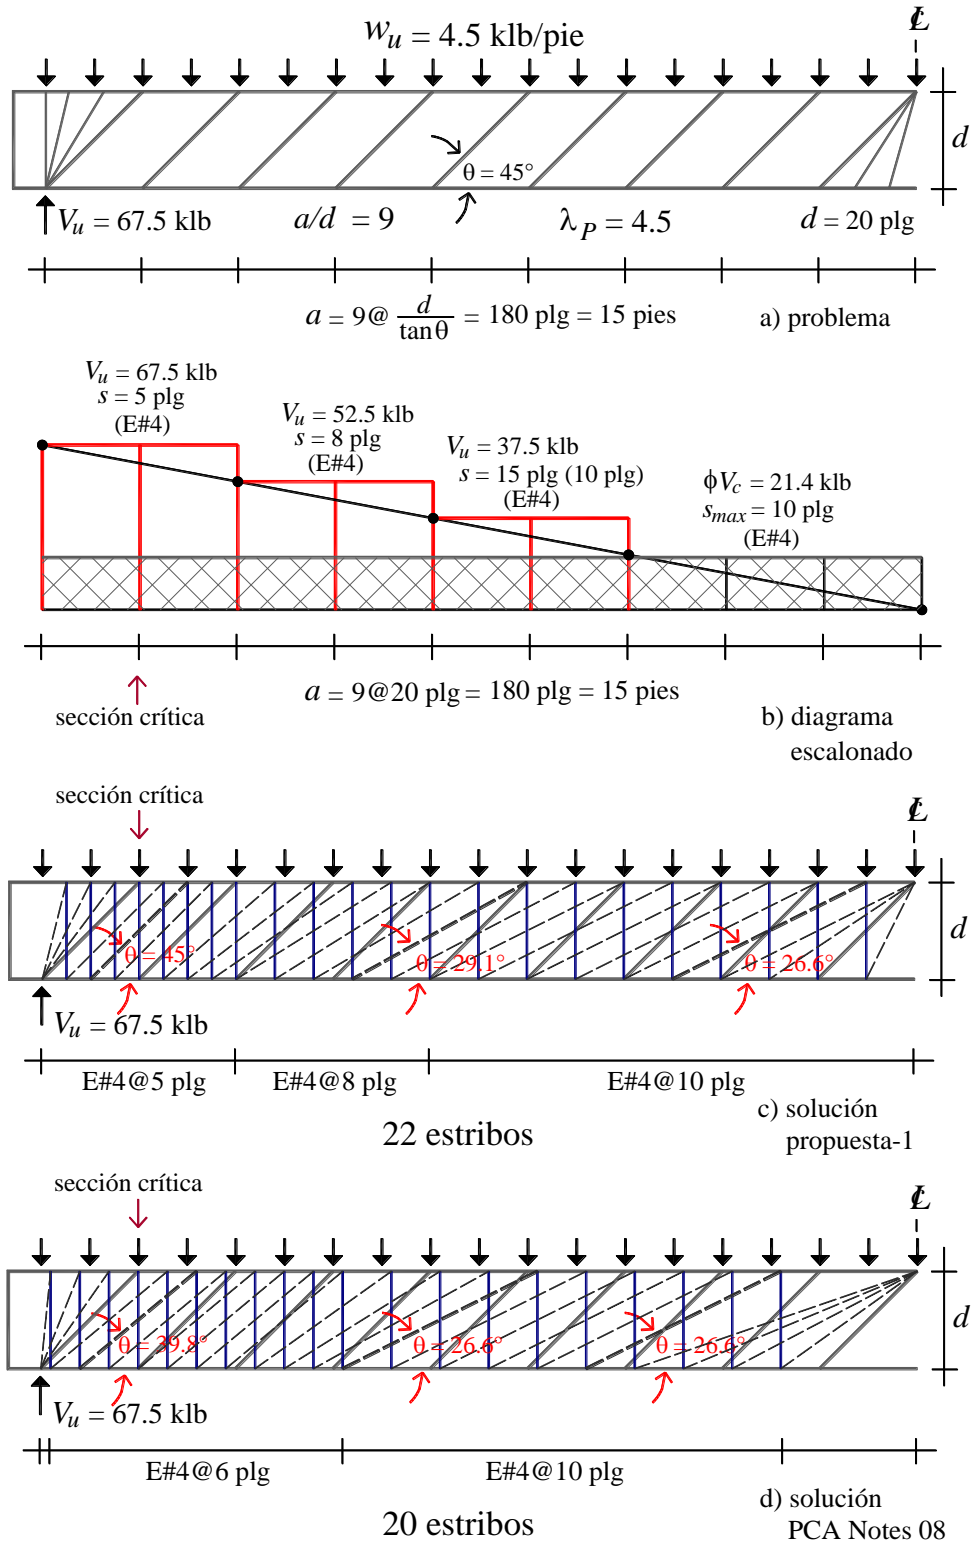 ℄
w_u = 4.5 klb/pie
d
θ = 45°
V_u = 67.5 klb
a/d = 9
λ_P = 4.5
d = 20 plg
a = 9@ d/tanθ = 180 plg = 15 pies
a) problema
V_u = 67.5 klb
s = 5 plg
(E#4)
V_u = 52.5 klb
s = 8 plg
(E#4)
V_u = 37.5 klb
s = 15 plg (10 plg)
(E#4)
ϕV_c = 21.4 klb
s_max = 10 plg
(E#4)
a = 9@20 plg = 180 plg = 15 pies
sección crítica
b) diagrama
escalonado
sección crítica
℄
d
θ = 45°
θ = 29.1°
θ = 26.6°
V_u = 67.5 klb
E#4@5 plg
E#4@8 plg
E#4@10 plg
22 estribos
c) solución
propuesta-1
sección crítica
℄
d
θ = 39.8°
θ = 26.6°
θ = 26.6°
V_u = 67.5 klb
E#4@6 plg
E#4@10 plg
20 estribos
d) solución
PCA Notes 08